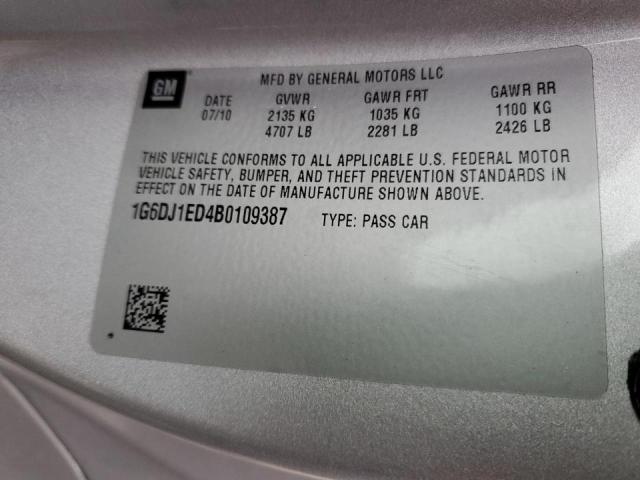 GM
MFD BY GENERAL MOTORS LLC
DATE GVWR GAWR FRT GAWR RR
07/10 2135 KG 1035 KG 1100 KG
4707 LB 2281 LB 2426 LB
THIS VEHICLE CONFORMS TO ALL APPLICABLE U.S. FEDERAL MOTOR
VEHICLE SAFETY, BUMPER, AND THEFT PREVENTION STANDARDS IN
EFFECT ON THE DATE OF MANUFACTURE SHOWN ABOVE.
1G6DJ1ED4B0109387 TYPE: PASS CAR